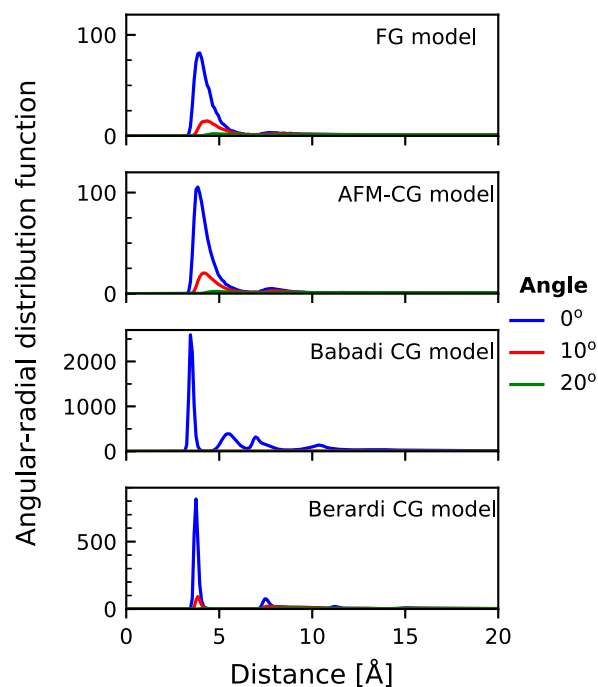 Angular-radial distribution function
100
0
FG model
100
0
AFM-CG model
2000
1000
0
Babadi CG model
500
0
Berardi CG model
0 5 10 15 20
Distance [Å]
Angle
0º
10º
20º